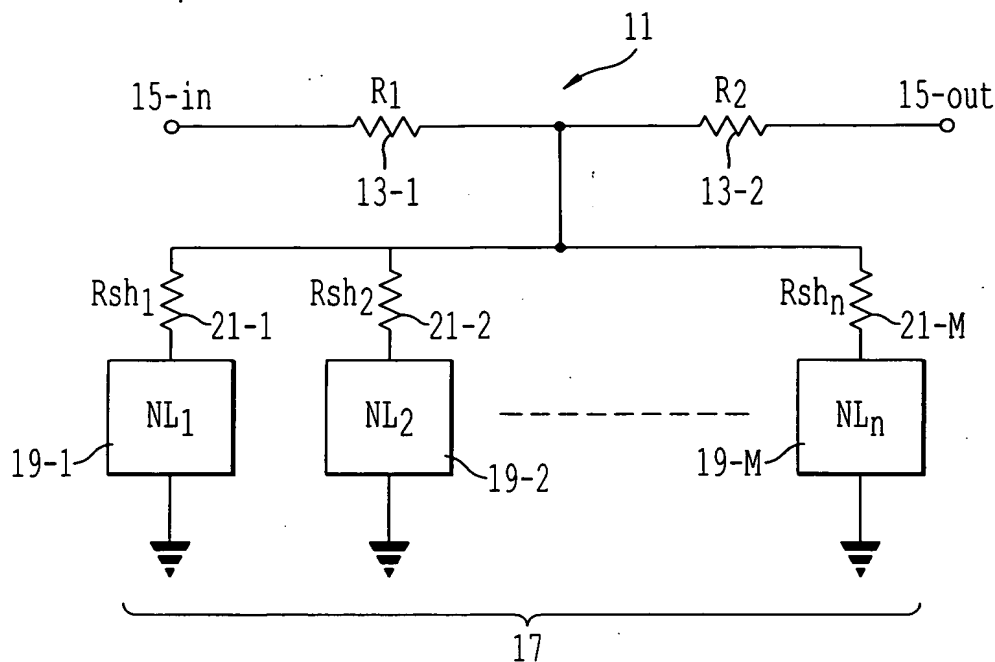 11
15-in
R1
R2
15-out
13-1
13-2
Rsh1
21-1
Rsh2
21-2
Rshn
21-M
NL1
NL2
NLn
19-1
19-2
19-M
17